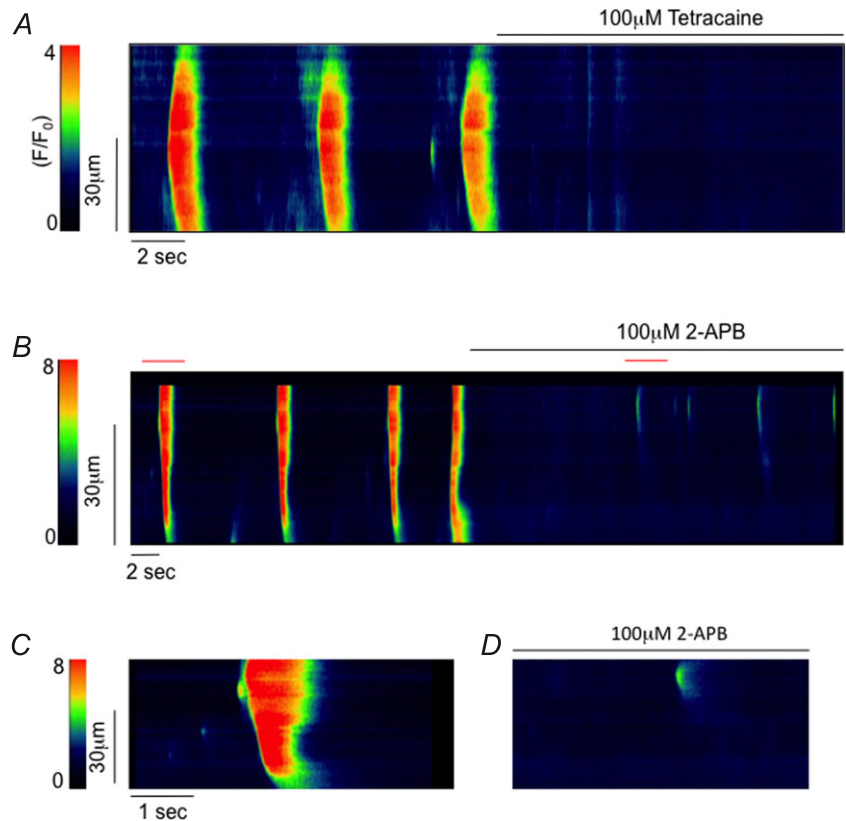 A
100μM Tetracaine
4
(F/F0)
30μm
0
2 sec
B
100μM 2-APB
8
30μm
0
2 sec
C
D
100μM 2-APB
8
30μm
0
1 sec